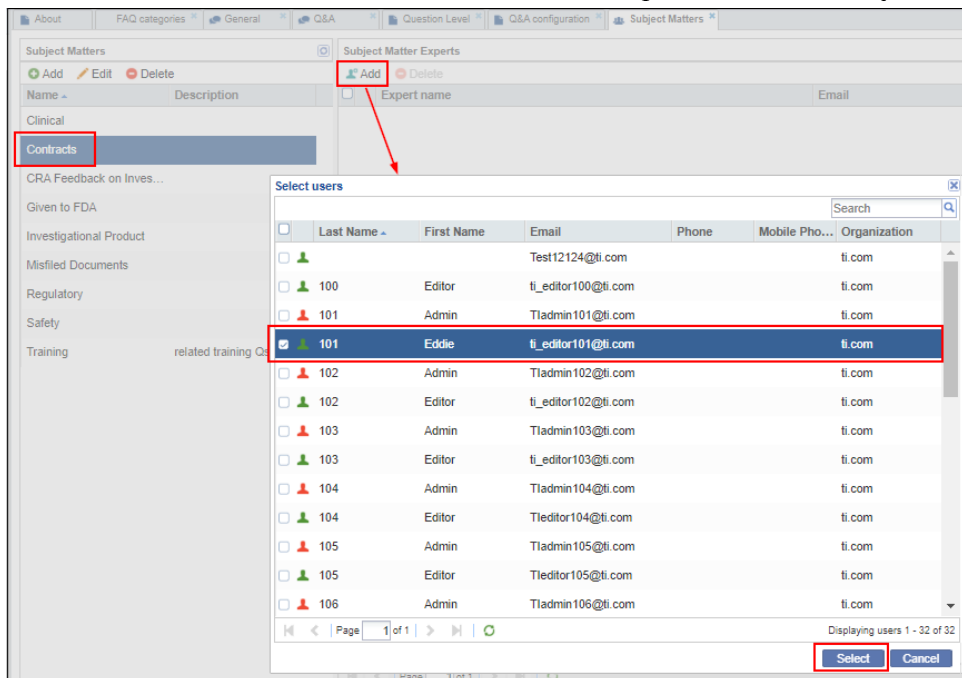 About FAQ categories General Q&A Question Level Q&A configuration Subject Matters
Subject Matters
Add Edit Delete
Name Description
Clinical
Contracts
CRA Feedback on Inves...
Given to FDA
Investigational Product
Misfiled Documents
Regulatory
Safety
Training related training Qs
Subject Matter Experts
Add Delete
Expert name Email
Select users
Search
Last Name First Name Email Phone Mobile Pho... Organization
Test12124@ti.com ti.com
100 Editor ti_editor100@ti.com ti.com
101 Admin TIadmin101@ti.com ti.com
101 Eddie ti_editor101@ti.com ti.com
102 Admin TIadmin102@ti.com ti.com
102 Editor ti_editor102@ti.com ti.com
103 Admin TIadmin103@ti.com ti.com
103 Editor ti_editor103@ti.com ti.com
104 Admin TIadmin104@ti.com ti.com
104 Editor TIeditor104@ti.com ti.com
105 Admin TIadmin105@ti.com ti.com
105 Editor TIeditor105@ti.com ti.com
106 Admin TIadmin106@ti.com ti.com
Page 1 of 1 Displaying users 1 - 32 of 32
Select Cancel